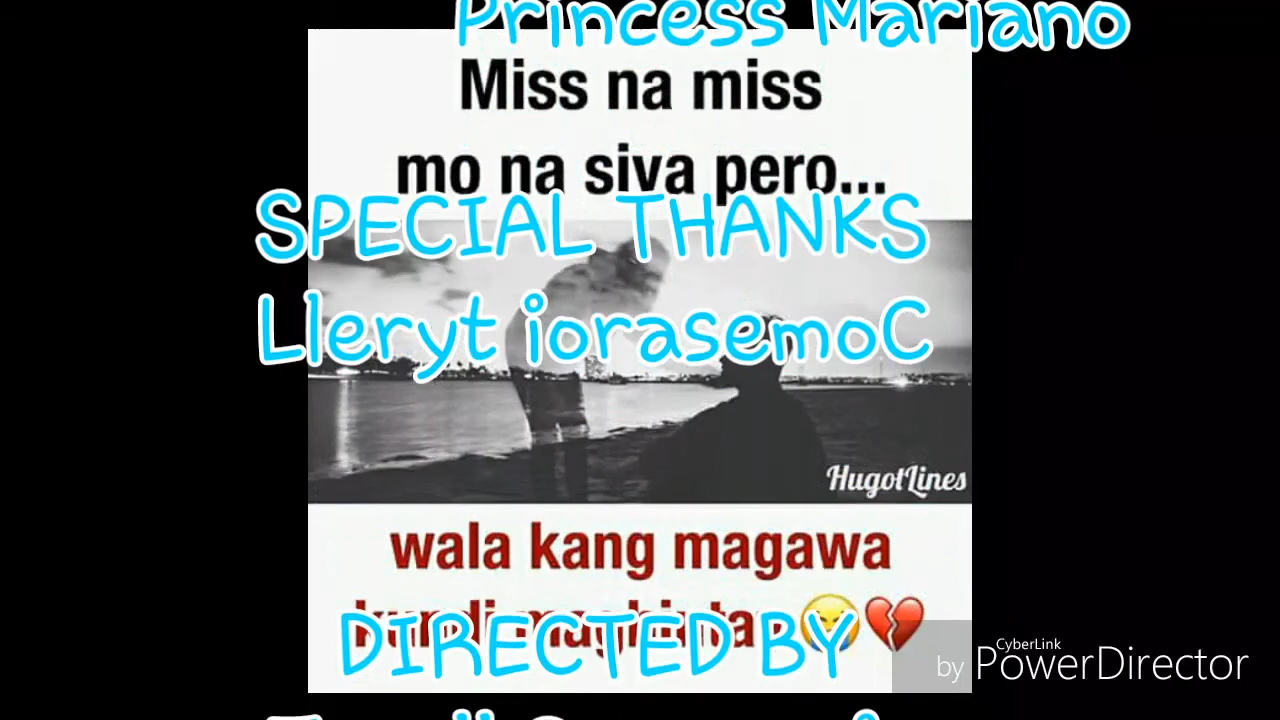 Princess Mariano
Miss na miss
mo na siya pero...
SPECIAL THANKS
Lleryt iorasemoC
HugotLines
wala kang magawa
kundi
DIRECTED BY
CyberLink
by PowerDirector